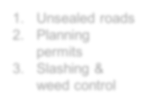 1. Unsealed roads
2. Planning
permits
3. Slashing &
weed control